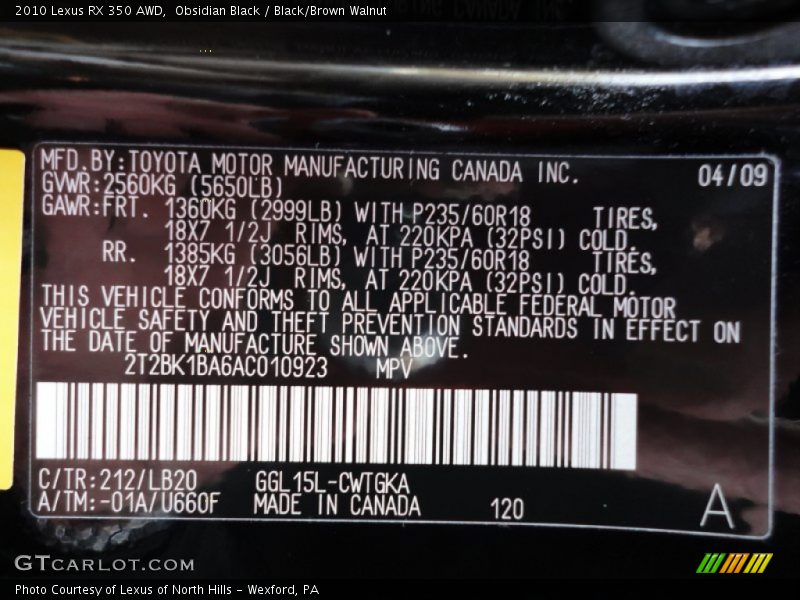 2010 Lexus RX 350 AWD,  Obsidian Black / Black/Brown Walnut
MFD. BY: TOYOTA MOTOR MANUFACTURING CANADA INC. 04/09
GVWR: 2560KG (5650LB)
GAWR: FRT. 1360KG (2999LB) WITH P235/60R18 TIRES,
18X7 1/2J RIMS, AT 220KPA (32PSI) COLD.
RR. 1385KG (3056LB) WITH P235/60R18 TIRES,
18X7 1/2J RIMS, AT 220KPA (32PSI) COLD.
THIS VEHICLE CONFORMS TO ALL APPLICABLE FEDERAL MOTOR
VEHICLE SAFETY AND THEFT PREVENTION STANDARDS IN EFFECT ON
THE DATE OF MANUFACTURE SHOWN ABOVE.
2T2BK1BA6AC010923 MPV
C/TR: 212/LB20 GGL15L-CWTGKA
A/TM: -01A/U660F MADE IN CANADA 120 A
GTCARLOT.COM
Photo Courtesy of Lexus of North Hills - Wexford, PA